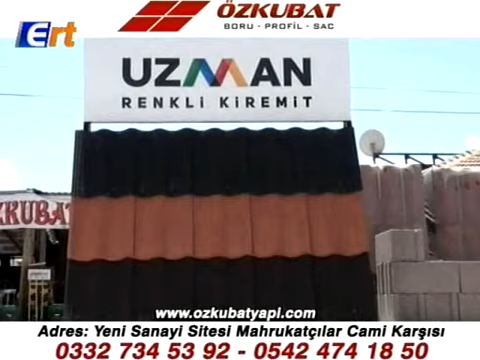 ÖZKUBAT
BORU - PROFİL - SAC
Ert
UZMAN
RENKLİ KİREMİT
ZKUBAT
www.ozkubatyapi.com
Adres: Yeni Sanayi Sitesi Mahrukatçılar Cami Karşısı
0332 734 53 92 - 0542 474 18 50